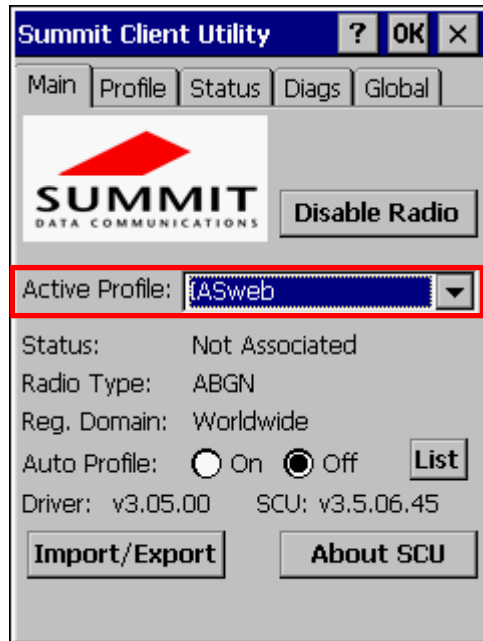 Summit Client Utility ? OK ×
Main Profile Status Diags Global
SUMMIT
DATA COMMUNICATIONS
Disable Radio
Active Profile: (ASweb
Status: Not Associated
Radio Type: ABGN
Reg. Domain: Worldwide
Auto Profile: On Off List
Driver: v3.05.00 SCU: v3.5.06.45
Import/Export About SCU